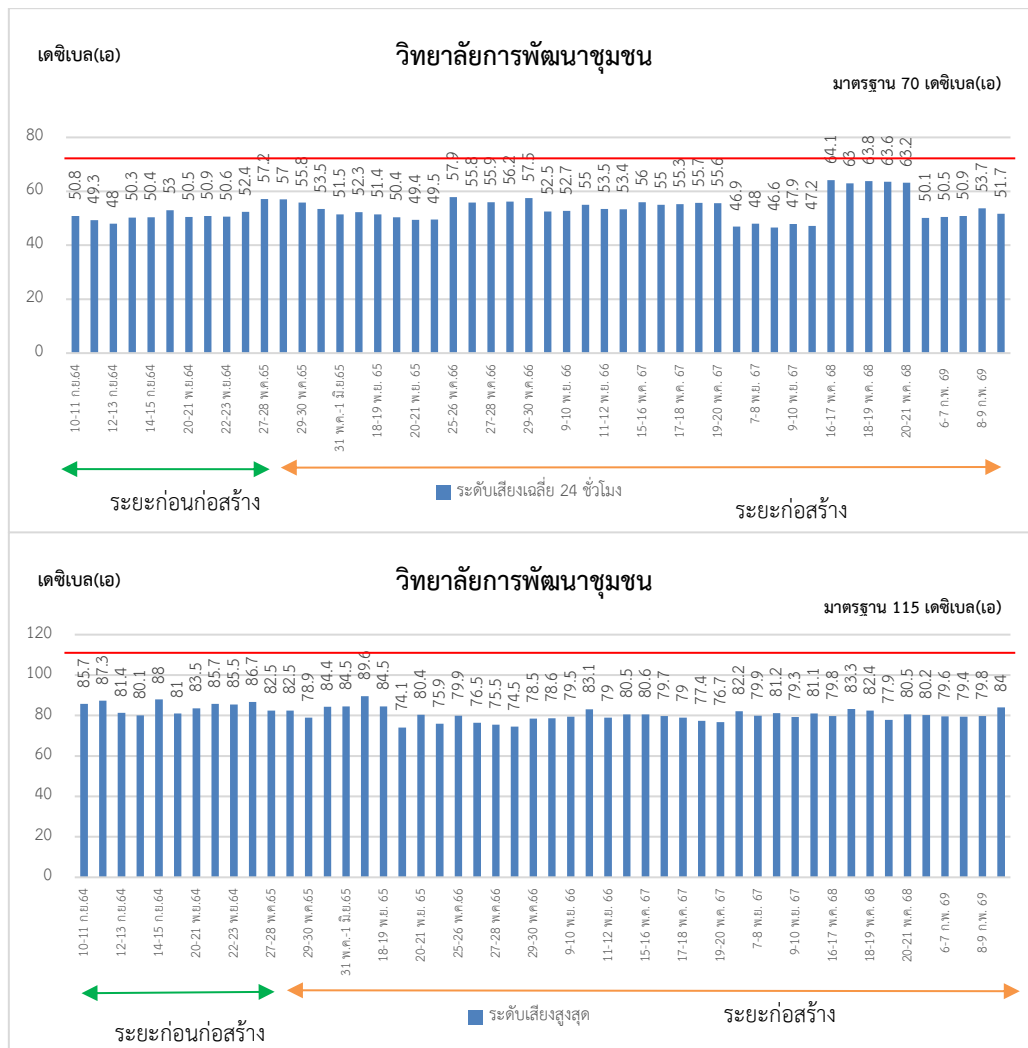 เดซิเบล(เอ)
วิทยาลัยการพัฒนาชุมชน
มาตรฐาน 70 เดซิเบล(เอ)
80
60
40
20
0
50.8 49.3 48 50.3 50.4 53 50.5 50.9 50.6 52.4 57.2 57 55.8 53.5 51.5 52.3 51.4 50.4 49.4 49.5 57.9 55.8 55.9 56.2 57.5 52.5 52.7 55 53.5 53.4 56 55 55.3 55.7 55.6 46.9 48 46.6 47.9 47.2 64.1 63 63.8 63.6 63.2 50.1 50.5 50.9 53.7 51.7
10-11 ก.ย.64
12-13 ก.ย.64
14-15 ก.ย.64
20-21 พ.ย.64
22-23 พ.ย.64
27-28 พ.ค.65
29-30 พ.ค.65
31 พ.ค.-1 มิ.ย.65
18-19 พ.ย. 65
20-21 พ.ย. 65
25-26 พ.ค.66
27-28 พ.ค.66
29-30 พ.ค.66
9-10 พ.ย. 66
11-12 พ.ย. 66
15-16 พ.ค. 67
17-18 พ.ค. 67
19-20 พ.ค. 67
7-8 พ.ย. 67
9-10 พ.ย. 67
16-17 พ.ค. 68
18-19 พ.ค. 68
20-21 พ.ค. 68
6-7 ก.พ. 69
8-9 ก.พ. 69
ระยะก่อนก่อสร้าง
ระดับเสียงเฉลี่ย 24 ชั่วโมง
ระยะก่อสร้าง
เดซิเบล(เอ)
วิทยาลัยการพัฒนาชุมชน
มาตรฐาน 115 เดซิเบล(เอ)
120
100
80
60
40
20
0
85.7 87.3 81.4 80.1 88 81 83.5 85.7 85.5 86.7 82.5 82.5 78.9 84.4 84.5 89.6 84.5 74.1 80.4 75.9 79.9 76.5 75.5 74.5 78.5 78.6 79.5 83.1 79 80.5 80.6 79.7 79 77.4 76.7 82.2 79.9 81.2 79.3 81.1 79.8 83.3 82.4 77.9 80.5 80.2 79.6 79.4 79.8 84
10-11 ก.ย.64
12-13 ก.ย.64
14-15 ก.ย.64
20-21 พ.ย.64
22-23 พ.ย.64
27-28 พ.ค.65
29-30 พ.ค.65
31 พ.ค.-1 มิ.ย.65
18-19 พ.ย. 65
20-21 พ.ย. 65
25-26 พ.ค.66
27-28 พ.ค.66
29-30 พ.ค.66
9-10 พ.ย. 66
11-12 พ.ย. 66
15-16 พ.ค. 67
17-18 พ.ค. 67
19-20 พ.ค. 67
7-8 พ.ย. 67
9-10 พ.ย. 67
16-17 พ.ค. 68
18-19 พ.ค. 68
20-21 พ.ค. 68
6-7 ก.พ. 69
8-9 ก.พ. 69
ระยะก่อนก่อสร้าง
ระดับเสียงสูงสุด
ระยะก่อสร้าง